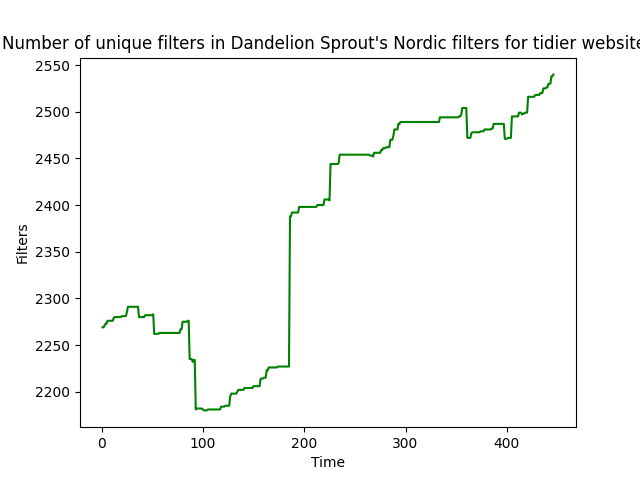 Number of unique filters in Dandelion Sprout's Nordic filters for tidier website
2550
2500
2450
2400
2350
2300
2250
2200
Filters
0 100 200 300 400
Time